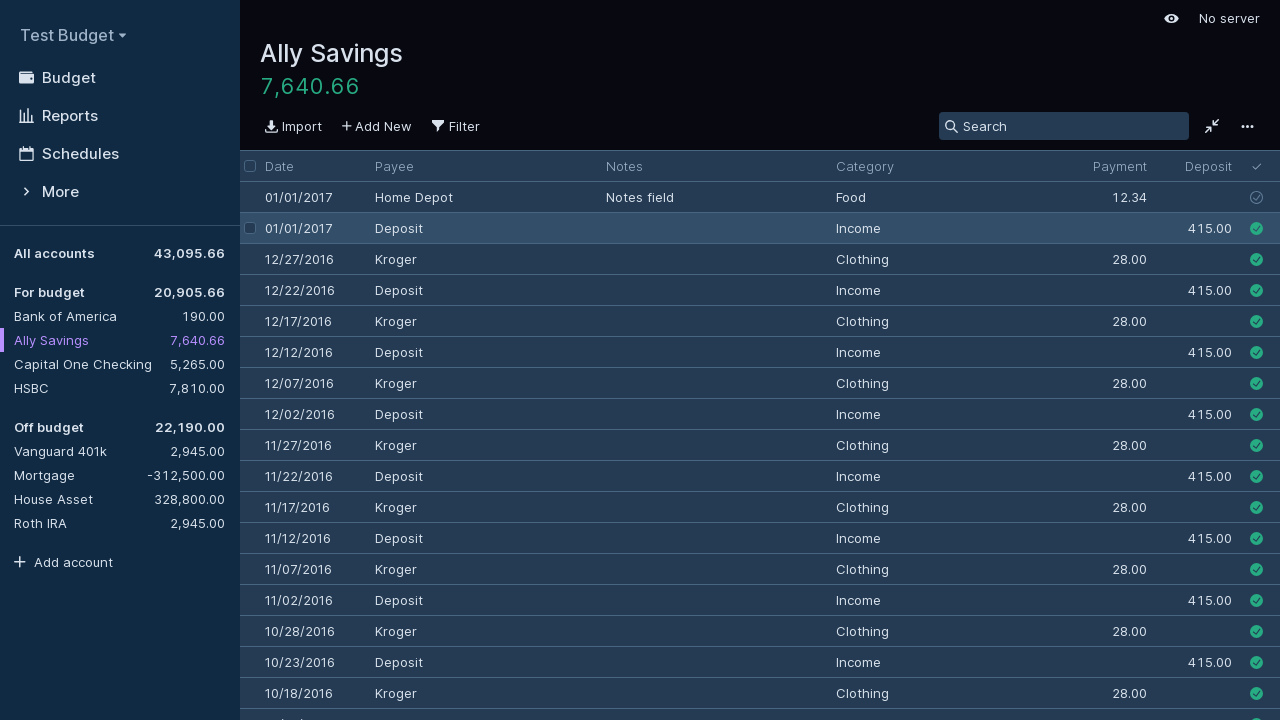 Test Budget
Budget
Reports
Schedules
More
All accounts 43,095.66
For budget 20,905.66
Bank of America 190.00
Ally Savings 7,640.66
Capital One Checking 5,265.00
HSBC 7,810.00
Off budget 22,190.00
Vanguard 401k 2,945.00
Mortgage -312,500.00
House Asset 328,800.00
Roth IRA 2,945.00
Add account
No server
Ally Savings
7,640.66
Import Add New Filter Search
Date Payee Notes Category Payment Deposit
01/01/2017 Home Depot Notes field Food 12.34
01/01/2017 Deposit Income 415.00
12/27/2016 Kroger Clothing 28.00
12/22/2016 Deposit Income 415.00
12/17/2016 Kroger Clothing 28.00
12/12/2016 Deposit Income 415.00
12/07/2016 Kroger Clothing 28.00
12/02/2016 Deposit Income 415.00
11/27/2016 Kroger Clothing 28.00
11/22/2016 Deposit Income 415.00
11/17/2016 Kroger Clothing 28.00
11/12/2016 Deposit Income 415.00
11/07/2016 Kroger Clothing 28.00
11/02/2016 Deposit Income 415.00
10/28/2016 Kroger Clothing 28.00
10/23/2016 Deposit Income 415.00
10/18/2016 Kroger Clothing 28.00